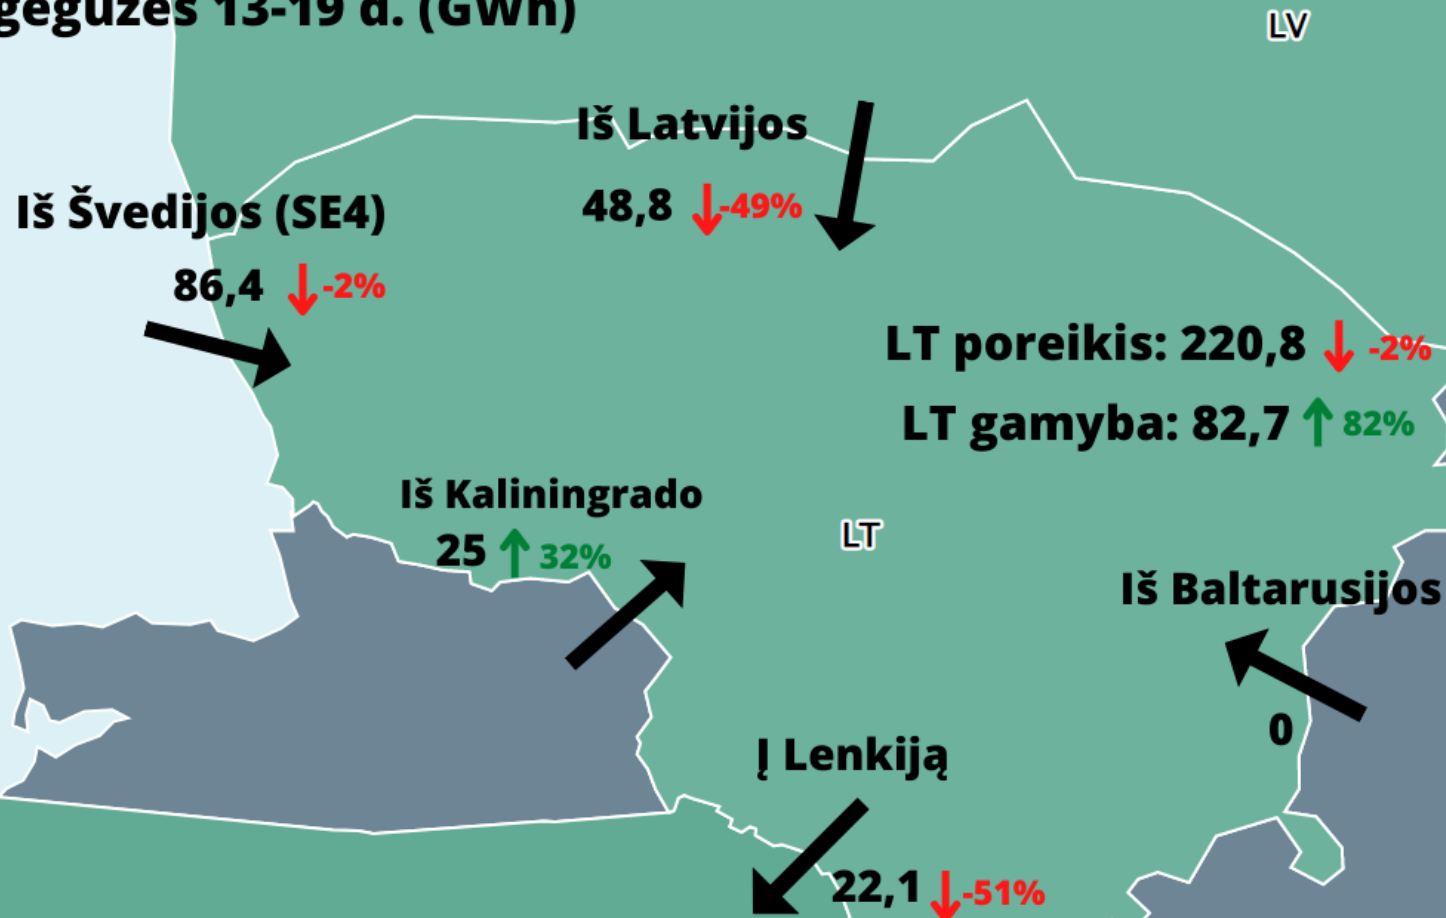 gegužės 13-19 d. (GWh)
LV
Iš Latvijos
48,8 -49%
Iš Švedijos (SE4)
86,4 -2%
LT poreikis: 220,8 -2%
LT gamyba: 82,7 82%
Iš Kaliningrado
25 32%
LT
Iš Baltarusijos
0
Į Lenkiją
22,1 -51%